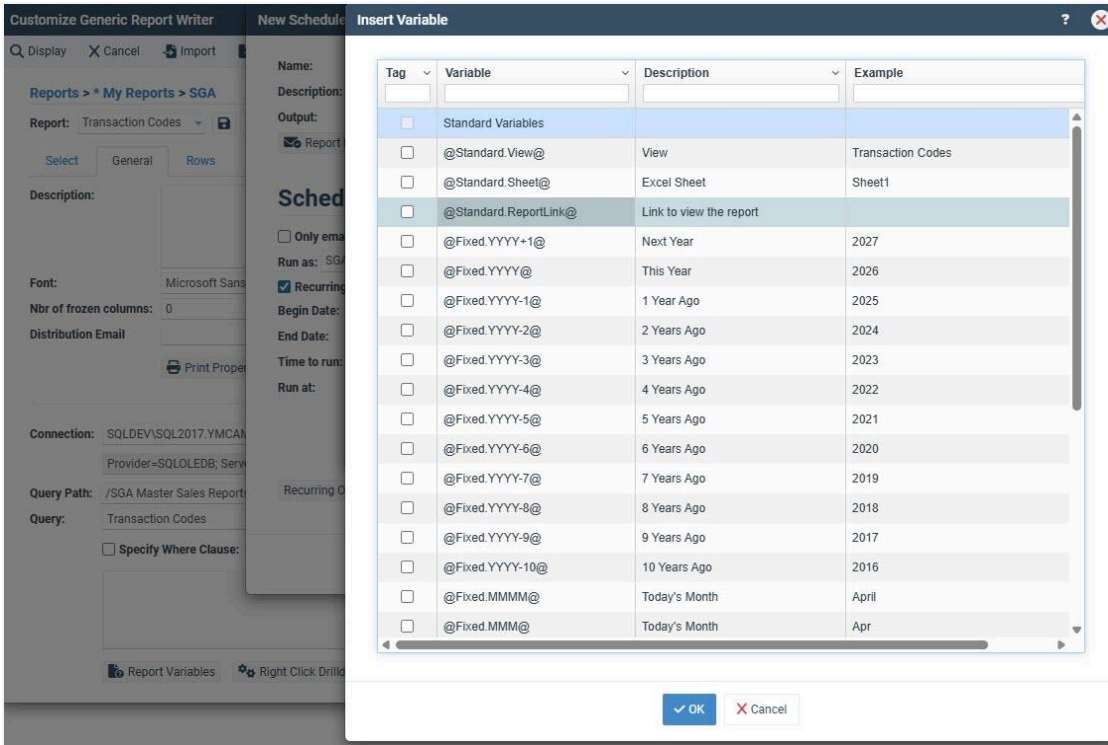 Customize Generic Report Writer
Display Cancel Import
Reports > * My Reports > SGA
Report: Transaction Codes
Select General Rows
Description:
Font: Microsoft Sans
Nbr of frozen columns: 0
Distribution Email
Print Prope
Connection: SQLDEV\SQL2017.YMCAN
Provider=SQLOLEDB; Serve
Query Path: /SGA Master Sales Reports
Query: Transaction Codes
Specify Where Clause:
Report Variables Right Click Drilld
New Schedule
Name:
Description:
Output:
Report
Sched
Only ema
Run as: SGA
Recurring
Begin Date:
End Date:
Time to run:
Run at:
Recurring O
Insert Variable ?
Tag Variable Description Example
Standard Variables
@Standard.View@ View Transaction Codes
@Standard.Sheet@ Excel Sheet Sheet1
@Standard.ReportLink@ Link to view the report
@Fixed.YYYY+1@ Next Year 2027
@Fixed.YYYY@ This Year 2026
@Fixed.YYYY-1@ 1 Year Ago 2025
@Fixed.YYYY-2@ 2 Years Ago 2024
@Fixed.YYYY-3@ 3 Years Ago 2023
@Fixed.YYYY-4@ 4 Years Ago 2022
@Fixed.YYYY-5@ 5 Years Ago 2021
@Fixed.YYYY-6@ 6 Years Ago 2020
@Fixed.YYYY-7@ 7 Years Ago 2019
@Fixed.YYYY-8@ 8 Years Ago 2018
@Fixed.YYYY-9@ 9 Years Ago 2017
@Fixed.YYYY-10@ 10 Years Ago 2016
@Fixed.MMMM@ Today's Month April
@Fixed.MMM@ Today's Month Apr
OK Cancel